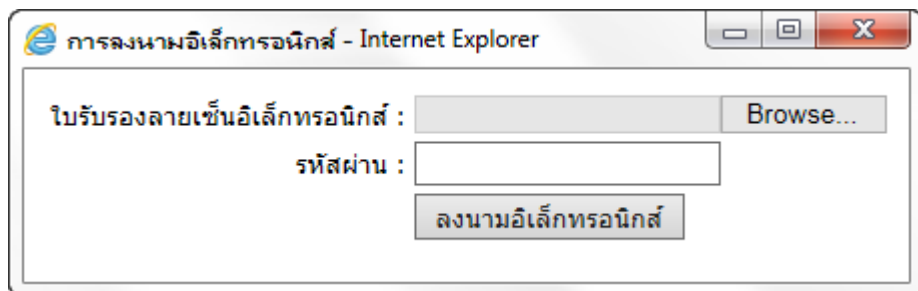 การลงนามอิเล็กทรอนิกส์ - Internet Explorer
ใบรับรองลายเซ็นอิเล็กทรอนิกส์ : Browse...
รหัสผ่าน :
ลงนามอิเล็กทรอนิกส์